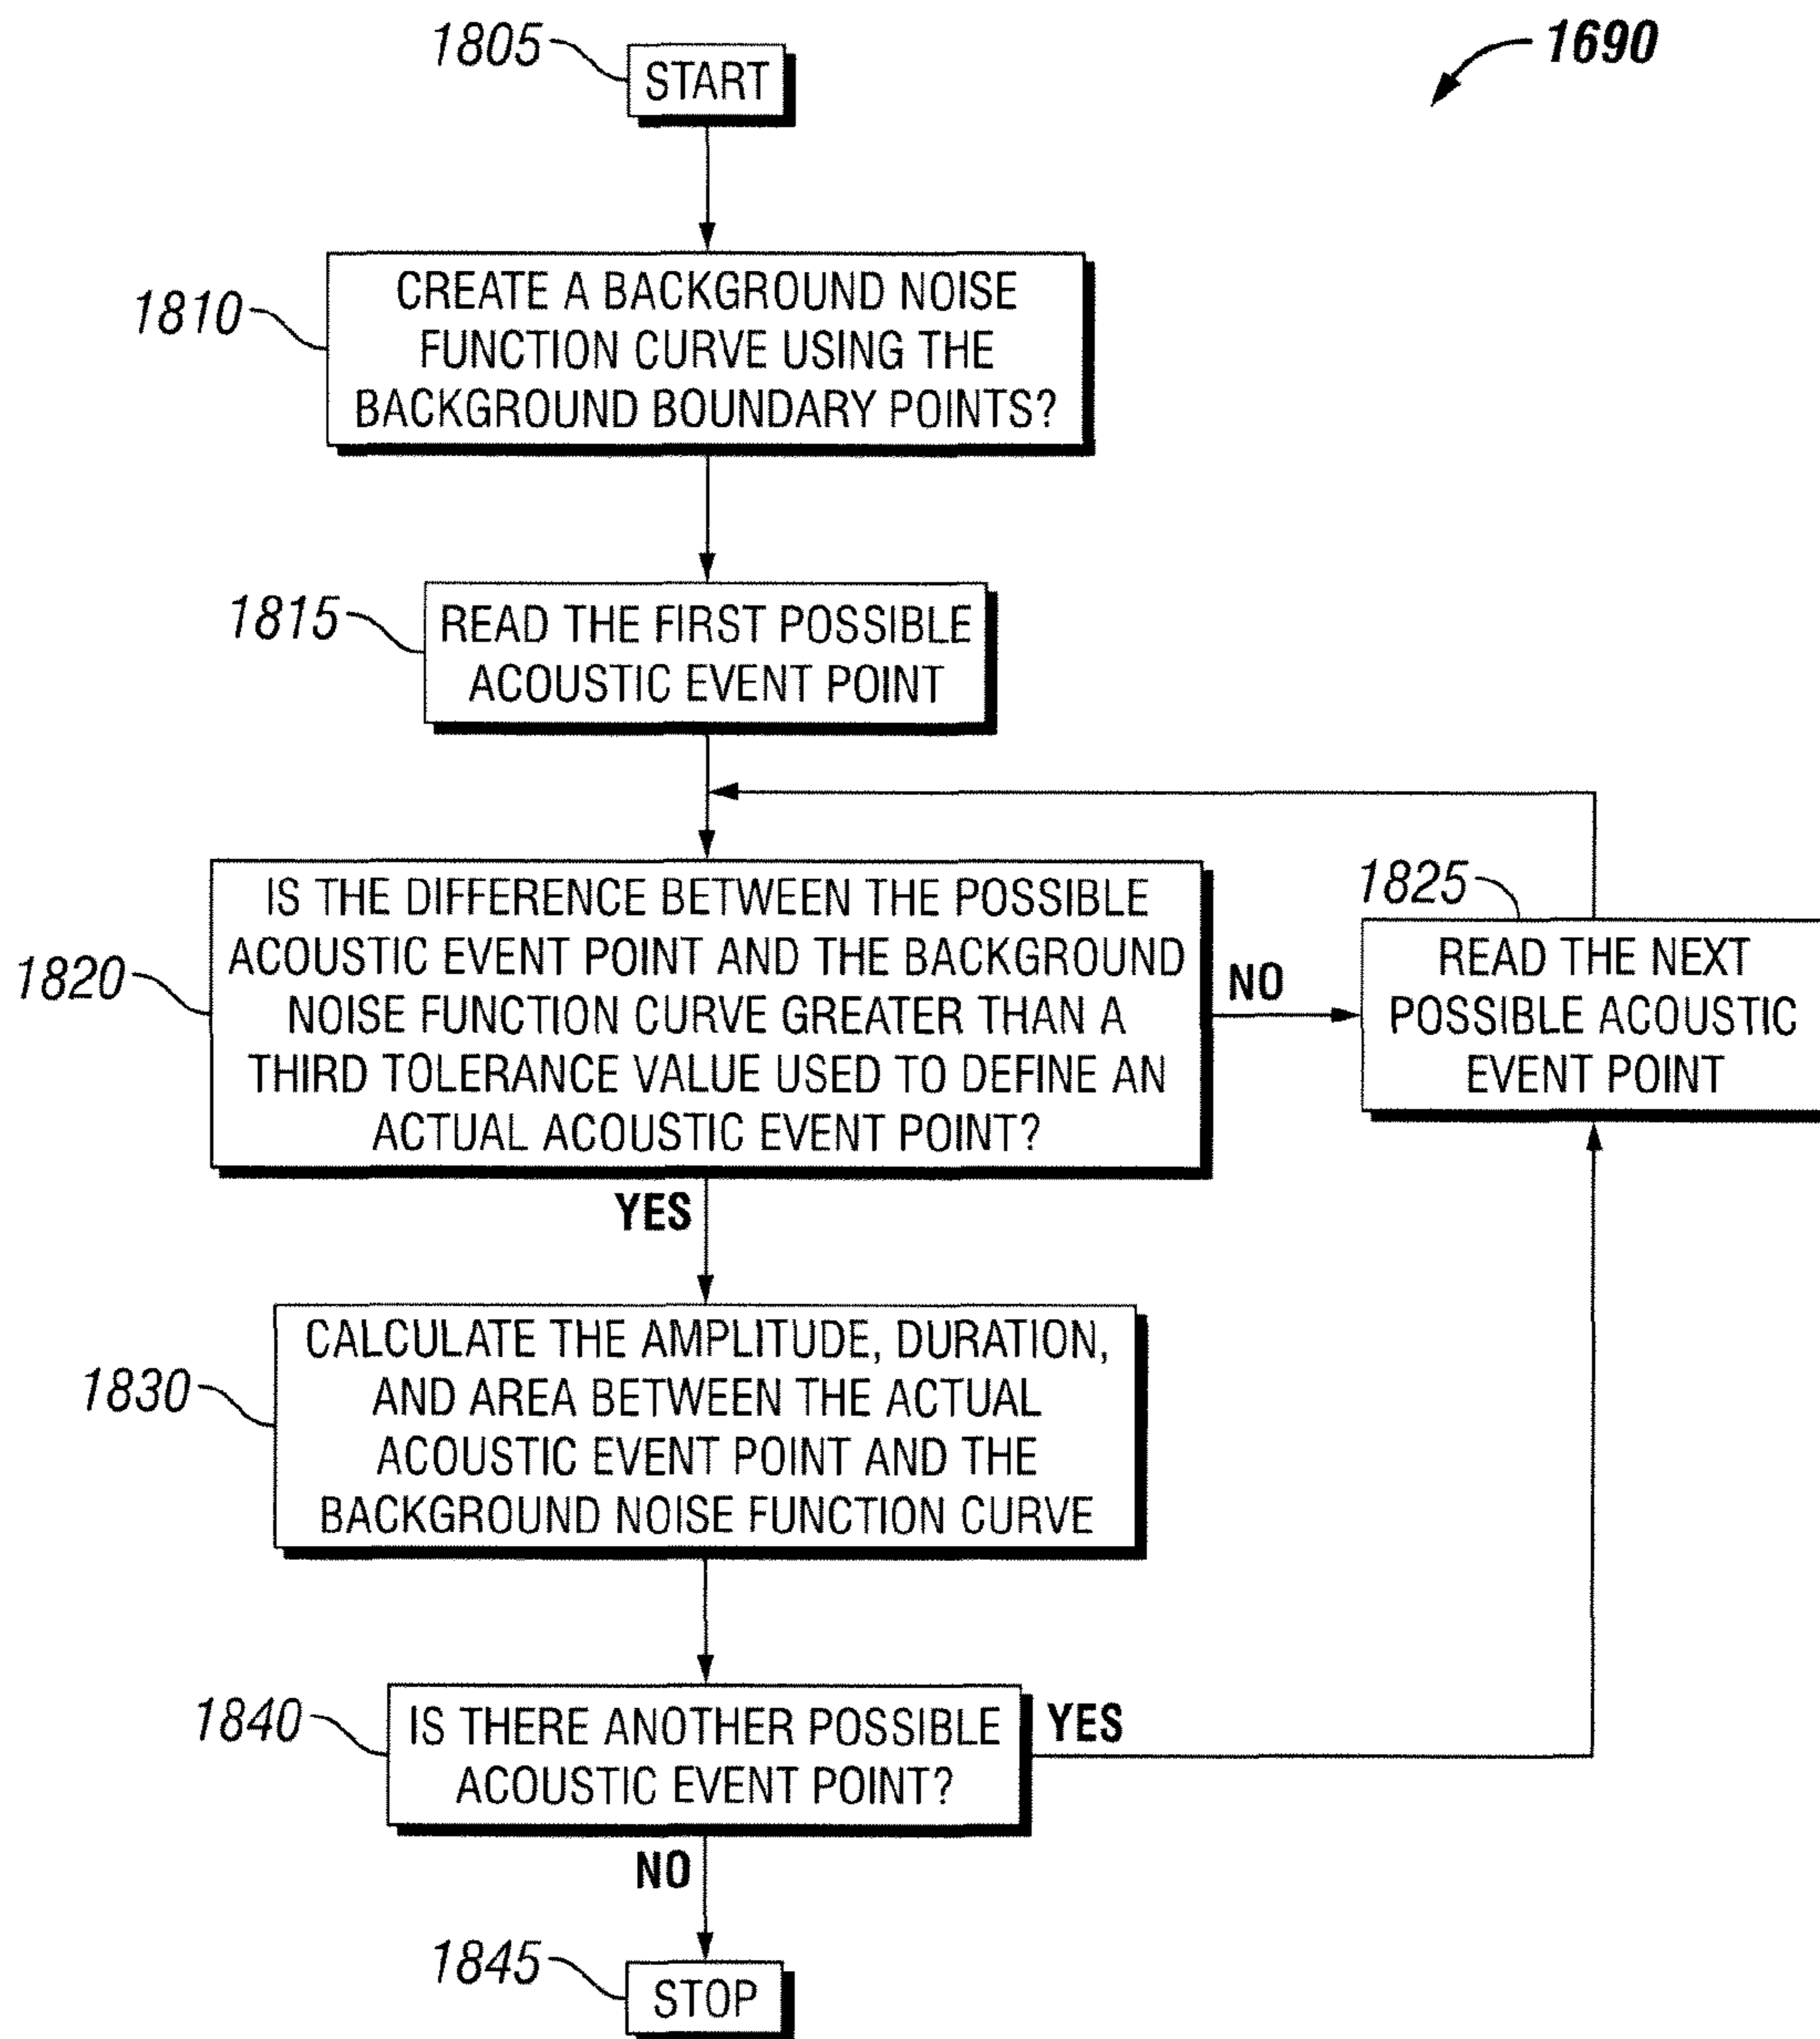 1690
1805
START
1810
CREATE A BACKGROUND NOISE
FUNCTION CURVE USING THE
BACKGROUND BOUNDARY POINTS?
1815
READ THE FIRST POSSIBLE
ACOUSTIC EVENT POINT
1820
IS THE DIFFERENCE BETWEEN THE POSSIBLE
ACOUSTIC EVENT POINT AND THE BACKGROUND
NOISE FUNCTION CURVE GREATER THAN A
THIRD TOLERANCE VALUE USED TO DEFINE AN
ACTUAL ACOUSTIC EVENT POINT?
NO
1825
READ THE NEXT
POSSIBLE ACOUSTIC
EVENT POINT
YES
1830
CALCULATE THE AMPLITUDE, DURATION,
AND AREA BETWEEN THE ACTUAL
ACOUSTIC EVENT POINT AND THE
BACKGROUND NOISE FUNCTION CURVE
1840
IS THERE ANOTHER POSSIBLE
ACOUSTIC EVENT POINT?
YES
NO
1845
STOP